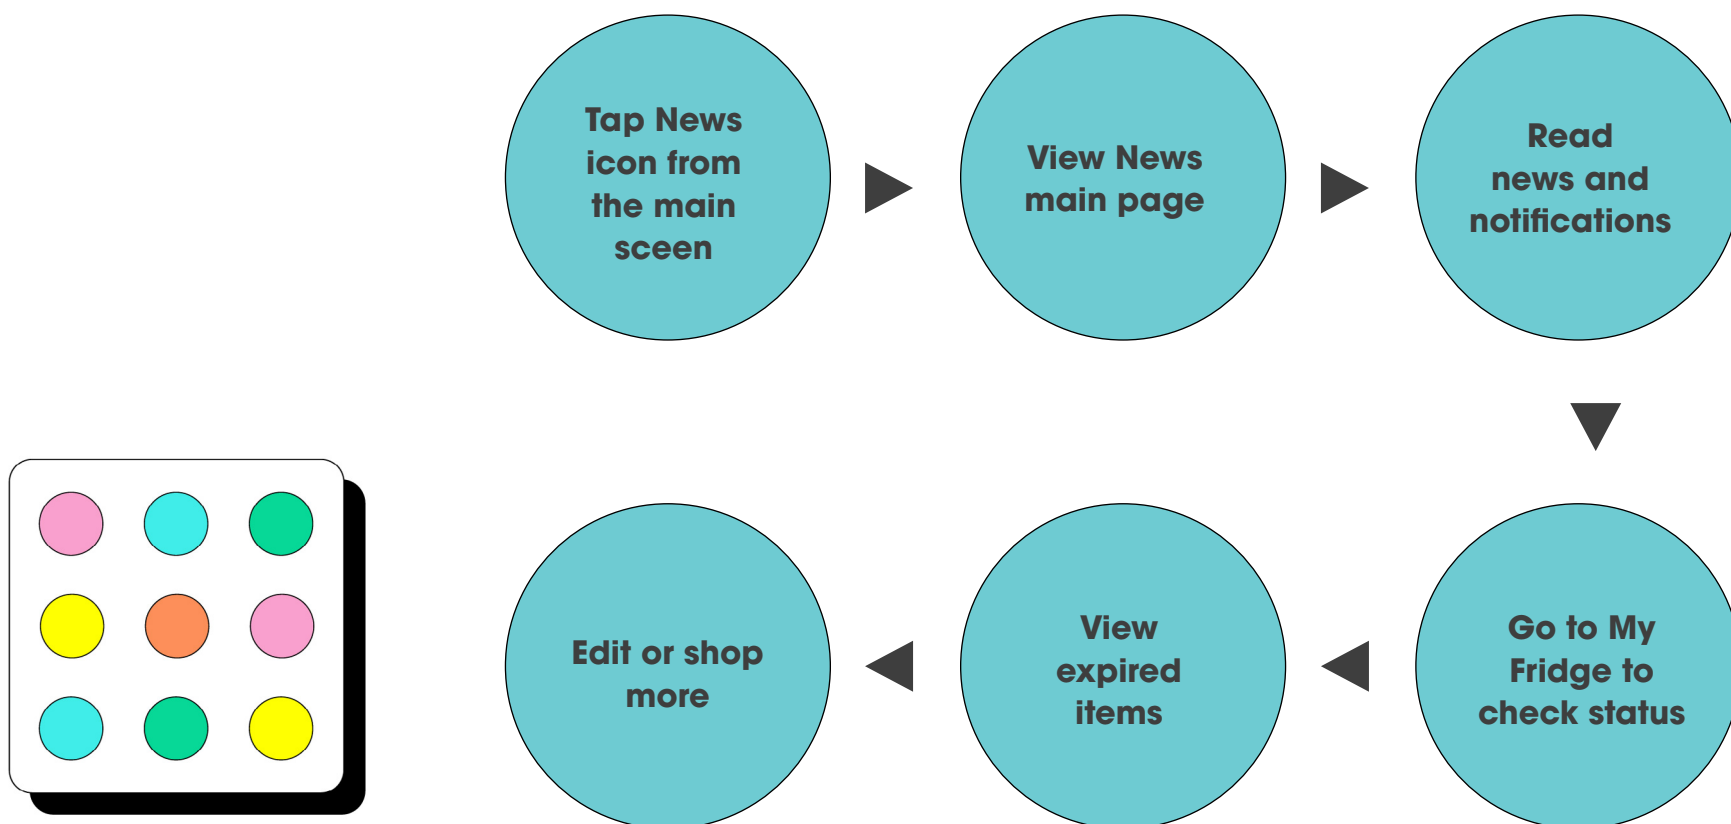 Tap News
icon from
the main
sceen
View News
main page
Read
news and
notifications
Go to My
Fridge to
check status
View
expired
items
Edit or shop
more